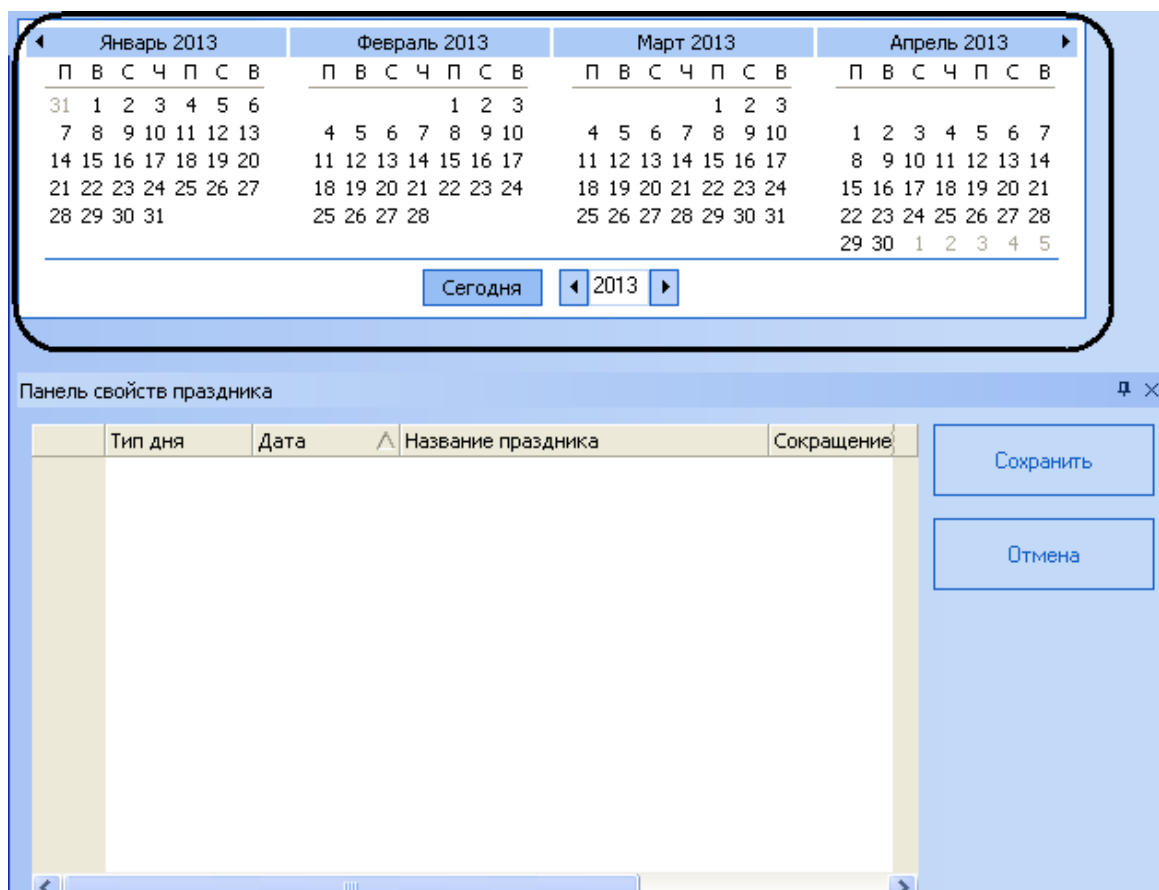 Январь 2013 Февраль 2013 Март 2013 Апрель 2013
П В С Ч П С В П В С Ч П С В П В С Ч П С В П В С Ч П С В
31 1 2 3 4 5 6 1 2 3 1 2 3
7 8 9 10 11 12 13 4 5 6 7 8 9 10 4 5 6 7 8 9 10 1 2 3 4 5 6 7
14 15 16 17 18 19 20 11 12 13 14 15 16 17 11 12 13 14 15 16 17 8 9 10 11 12 13 14
21 22 23 24 25 26 27 18 19 20 21 22 23 24 18 19 20 21 22 23 24 15 16 17 18 19 20 21
28 29 30 31 25 26 27 28 25 26 27 28 29 30 31 22 23 24 25 26 27 28
29 30 1 2 3 4 5
Сегодня 2013
Панель свойств праздника
Тип дня Дата Название праздника Сокращение
Сохранить
Отмена